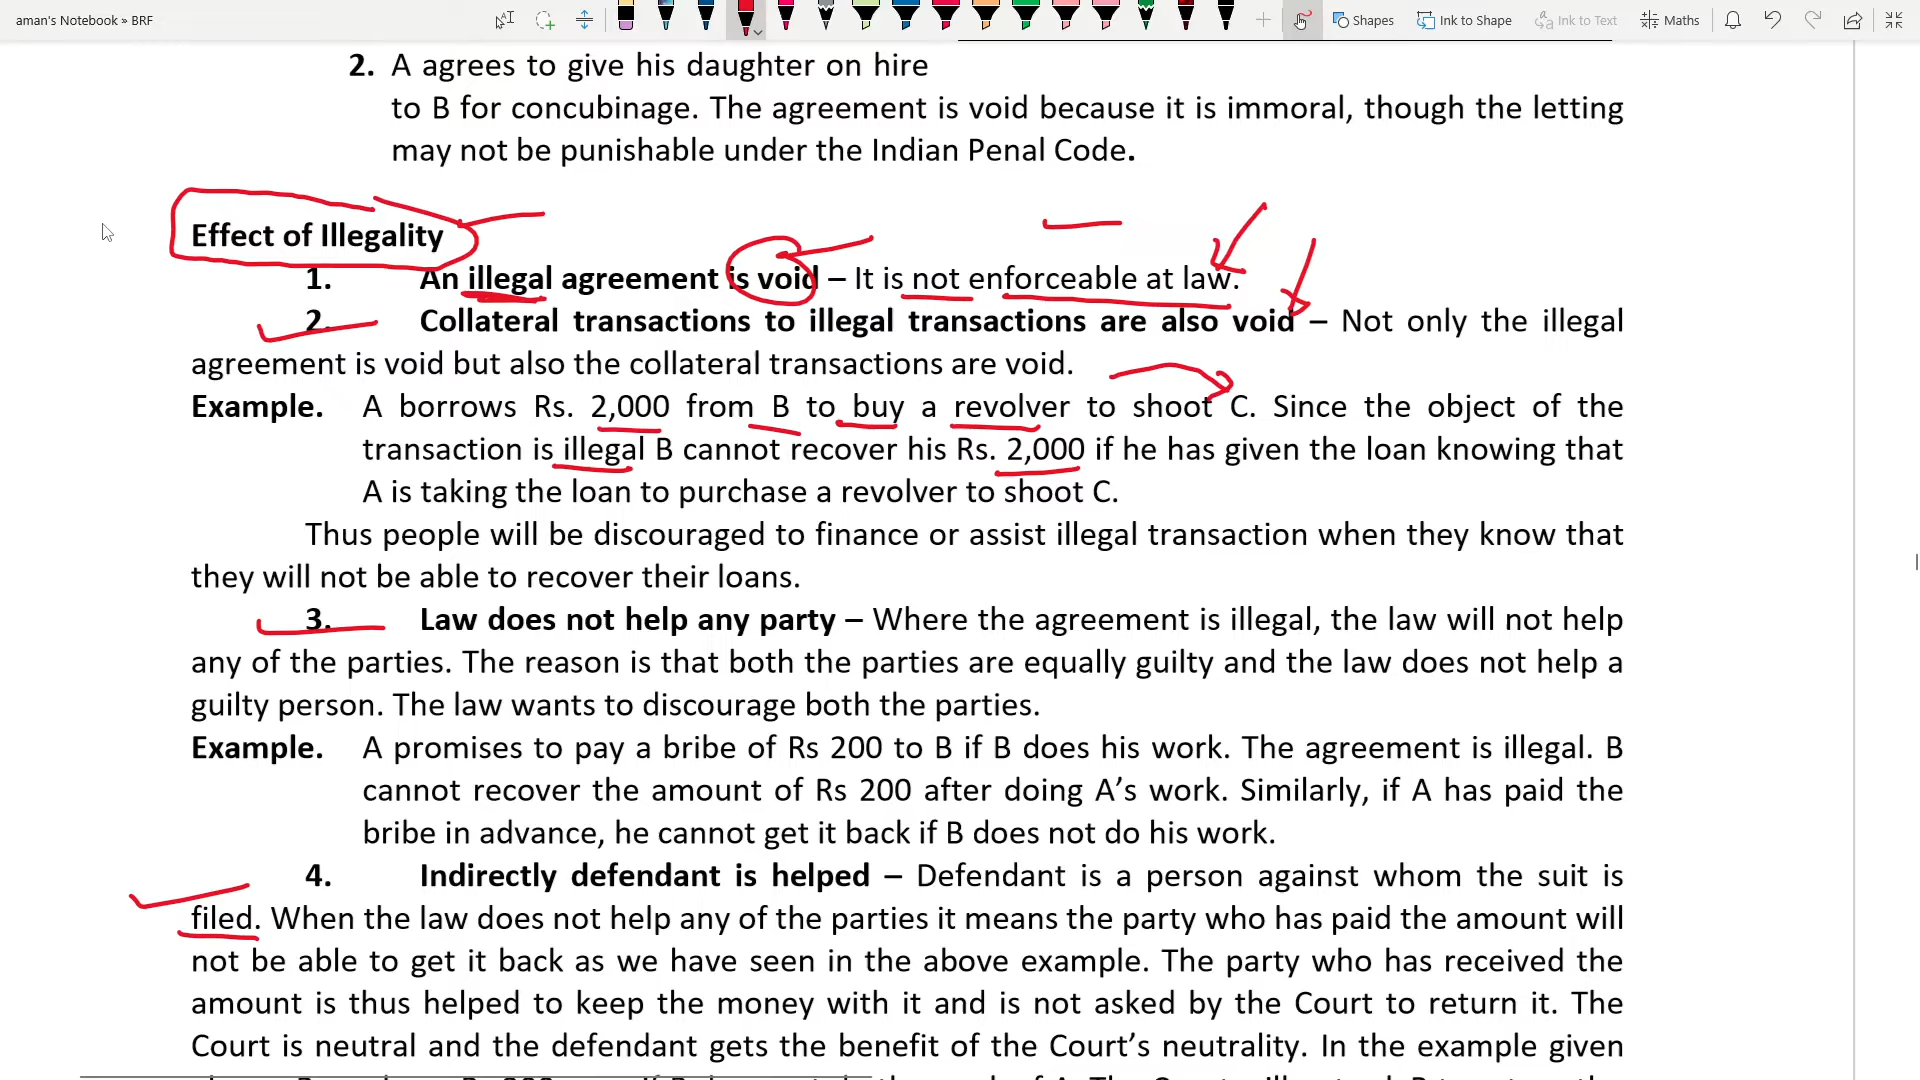 aman's Notebook » BRF
Shapes
Ink to Shape
Ink to Text
Maths
2. A agrees to give his daughter on hire
to B for concubinage. The agreement is void because it is immoral, though the letting
may not be punishable under the Indian Penal Code.
Effect of Illegality
1. An illegal agreement is void – It is not enforceable at law.
2. Collateral transactions to illegal transactions are also void – Not only the illegal
agreement is void but also the collateral transactions are void.
Example. A borrows Rs. 2,000 from B to buy a revolver to shoot C. Since the object of the
transaction is illegal B cannot recover his Rs. 2,000 if he has given the loan knowing that
A is taking the loan to purchase a revolver to shoot C.
Thus people will be discouraged to finance or assist illegal transaction when they know that
they will not be able to recover their loans.
3. Law does not help any party – Where the agreement is illegal, the law will not help
any of the parties. The reason is that both the parties are equally guilty and the law does not help a
guilty person. The law wants to discourage both the parties.
Example. A promises to pay a bribe of Rs 200 to B if B does his work. The agreement is illegal. B
cannot recover the amount of Rs 200 after doing A’s work. Similarly, if A has paid the
bribe in advance, he cannot get it back if B does not do his work.
4. Indirectly defendant is helped – Defendant is a person against whom the suit is
filed. When the law does not help any of the parties it means the party who has paid the amount will
not be able to get it back as we have seen in the above example. The party who has received the
amount is thus helped to keep the money with it and is not asked by the Court to return it. The
Court is neutral and the defendant gets the benefit of the Court’s neutrality. In the example given